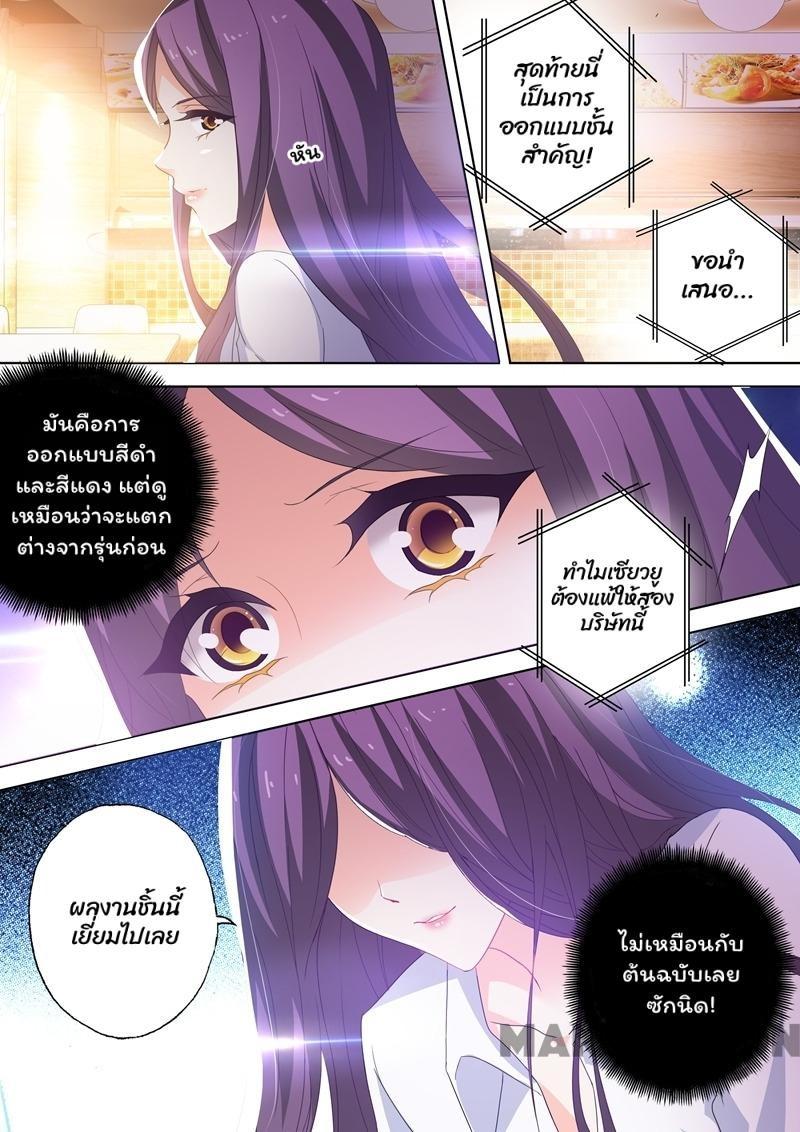 สุดท้ายนี่
เป็นการ
ออกแบบชั้น
สำคัญ!
หัน
ขอนำ
เสนอ...
มันคือการ
ออกแบบสีดำ
และสีแดง แต่ดู
เหมือนว่าจะแตก
ต่างจากรุ่นก่อน
ทำไมเซียวยู
ต้องแพ้ให้สอง
บริษัทนี้
ผลงานชิ้นนี้
เยี่ยมไปเลย
ไม่เหมือนกับ
ต้นฉบับเลย
ซักนิด!